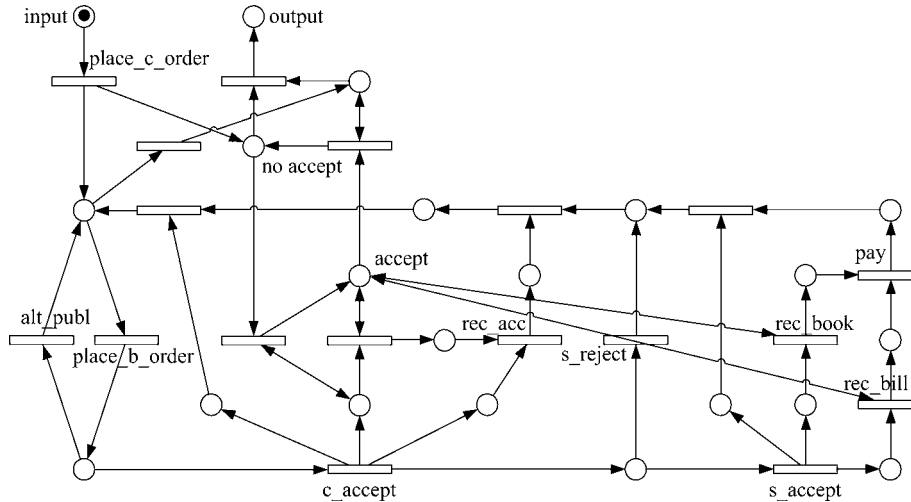 input
output
place_c_order
no accept
accept
pay
alt_publ
rec_acc
rec_book
place_b_order
s_reject
rec_bill
c_accept
s_accept